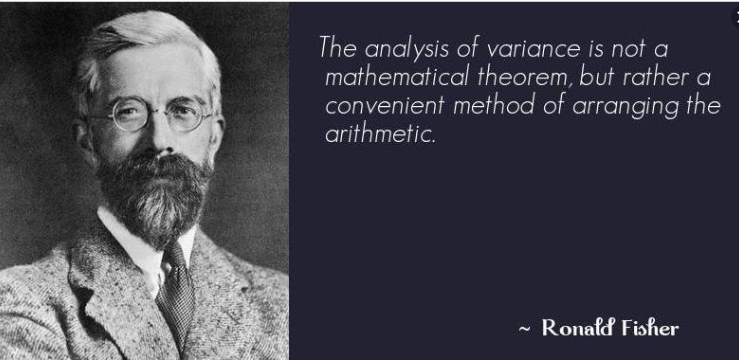 The analysis of variance is not a
mathematical theorem, but rather a
convenient method of arranging the
arithmetic.
~ Ronald Fisher